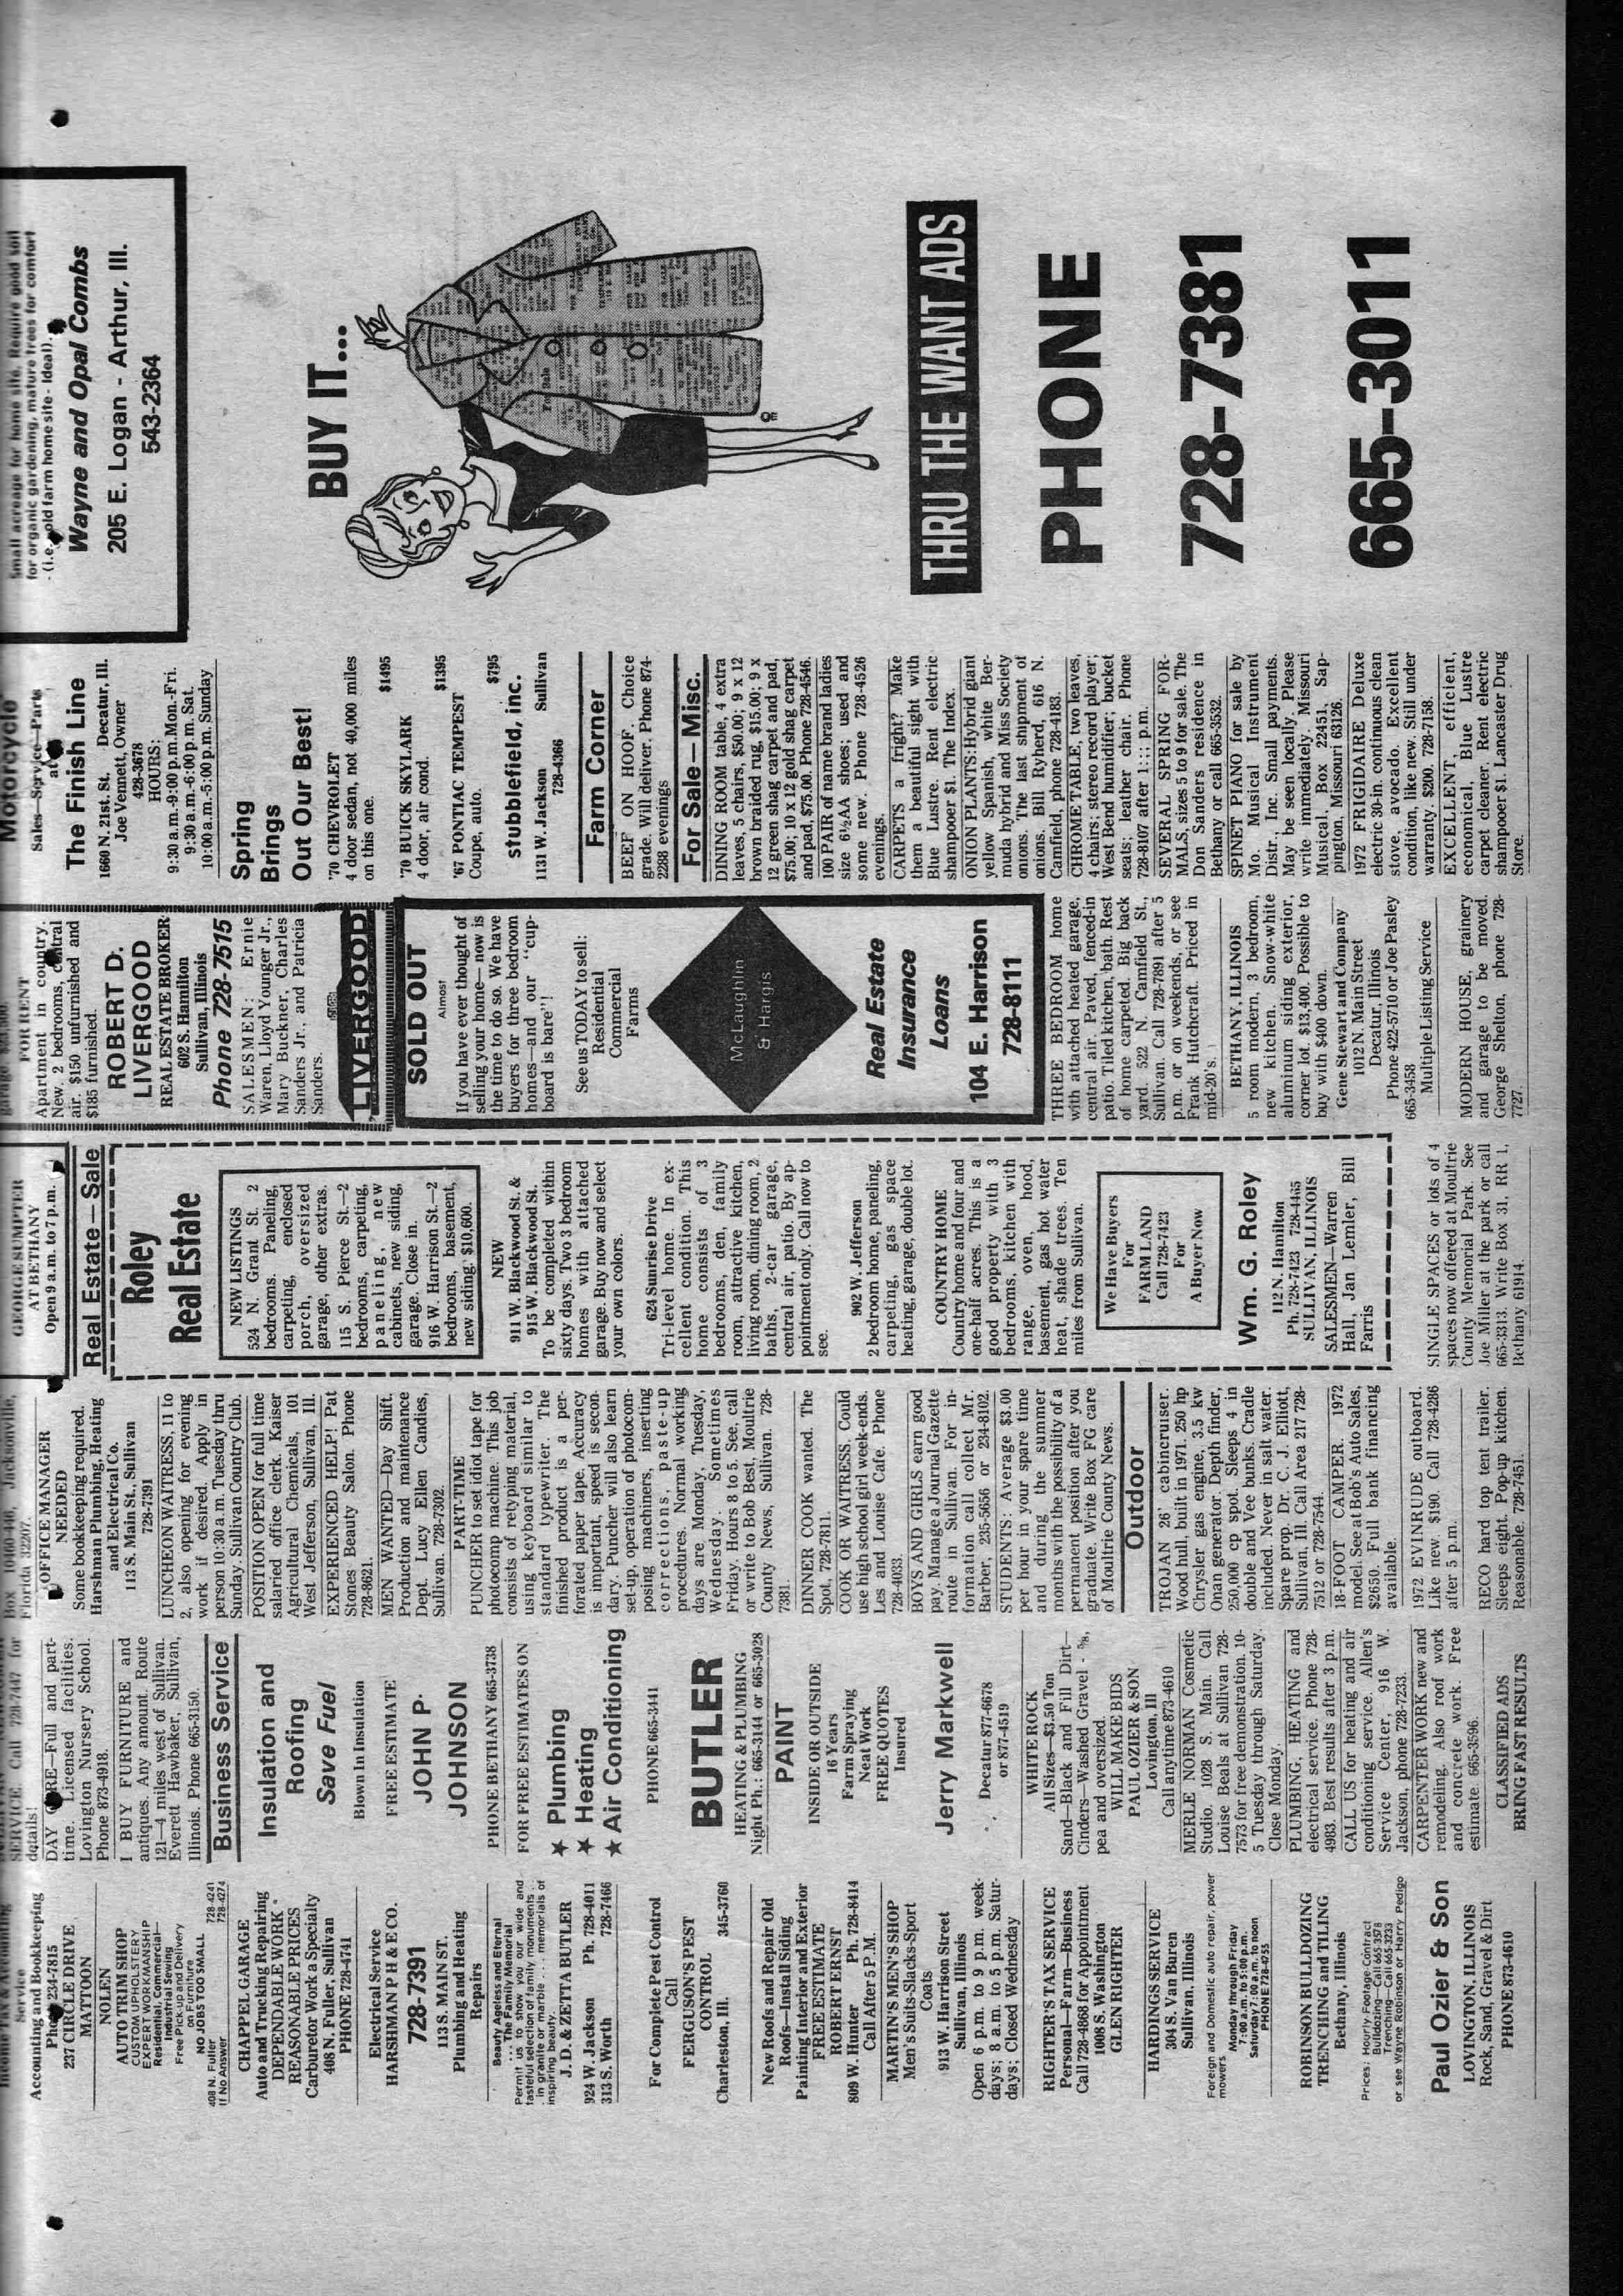 Accounting and Bookkeeping
Phone 234-7815
237 CIRCLE DRIVE
MATTOON
NOLEN
AUTO TRIM SHOP
CUSTOM UPHOLSTERY
EXPERT WORKMANSHIP
Residential, Commercial—
Industrial Sewing
Free Pick-up and Delivery
on Furniture
NO JOBS TOO SMALL
408 N. Fuller 728-4241
If No Answer 728-4274
CHAPPEL GARAGE
Auto and Trucking Repairing
DEPENDABLE WORK
REASONABLE PRICES
Carburetor Work a Specialty
408 N. Fuller, Sullivan
PHONE 728-4741
Electrical Service
HARSHMAN P H & E CO.
728-7391
113 S. MAIN ST.
Plumbing and Heating
Repairs
Beauty Ageless and Eternal
... The Family Memorial
Permit us to show you our wide and
tasteful selection of family monuments
in granite or marble ... memorials of
inspiring beauty.
J. D. & ZETTA BUTLER
924 W. Jackson Ph. 728-4011
313 S. Worth 728-7466
For Complete Pest Control
Call
FERGUSON'S PEST
CONTROL
Charleston, Ill. 345-3760
New Roofs and Repair Old
Roofs—Install Siding
Painting Interior and Exterior
FREE ESTIMATE
ROBERT ERNST
809 W. Hunter Ph. 728-8414
Call After 5 P.M.
MARTIN'S MEN'S SHOP
Men's Suits-Slacks-Sport
Coats
913 W. Harrison Street
Sullivan, Illinois
Open 6 p.m. to 9 p.m. week-
days; 8 a.m. to 5 p.m. Satur-
days; Closed Wednesday
RIGHTER'S TAX SERVICE
Personal—Farm—Business
Call 728-4868 for Appointment
1008 S. Washington
GLEN RIGHTER
HARDINGS SERVICE
304 S. Van Buren
Sullivan, Illinois
Foreign and Domestic auto repair, power
mowers
Monday through Friday
7:00 a.m. to 5:00 p.m.
Saturday 7:00 a.m. to noon
PHONE 728-4255
ROBINSON BULLDOZING
TRENCHING AND TILING
Bethany, Illinois
Prices: Hourly-Footage-Contract
Bulldozing—Call 665-3578
Trenching—Call 665-3233
or see Wayne Robinson or Harry Pedigo
Paul Ozier & Son
LOVINGTON, ILLINOIS
Rock, Sand, Gravel & Dirt
PHONE 873-4610
SERVICE. Call 728-7447 for
details!
DAY CARE—Full and part-
time. Licensed facilities.
Lovington Nursery School.
Phone 873-4918.
I BUY FURNITURE and
antiques. Any amount. Route
121—4 miles west of Sullivan.
Everett Hawbaker, Sullivan,
Illinois. Phone 665-3150.
Business Service
Insulation and
Roofing
Save Fuel
Blown In Insulation
FREE ESTIMATE
JOHN P.
JOHNSON
PHONE BETHANY 665-3738
FOR FREE ESTIMATES ON
★ Plumbing
★ Heating
★ Air Conditioning
PHONE 665-3441
BUTLER
HEATING & PLUMBING
Night Ph.: 665-3144 or 665-3028
PAINT
INSIDE OR OUTSIDE
16 Years
Farm Spraying
Neat Work
FREE QUOTES
Insured
Jerry Markwell
Decatur 877-6678
or 877-4519
WHITE ROCK
All Sizes—$3.50 Ton
Sand—Black and Fill Dirt—
Cinders—Washed Gravel - ⅜,
pea and oversized.
WILL MAKE BIDS
PAUL OZIER & SON
Lovington, Ill
Call anytime 873-4610
MERLE NORMAN Cosmetic
Studio. 1028 S. Main. Call
Louise Beals at Sullivan 728-
7573 for free demonstration. 10-
5 Tuesday through Saturday.
Close Monday.
PLUMBING, HEATING and
electrical service. Phone 728-
4983. Best results after 3 p.m.
CALL US for heating and air
conditioning service. Allen's
Service Center, 916 W.
Jackson, phone 728-7233.
CARPENTER WORK new and
remodeling. Also roof work
and concrete work. Free
estimate. 665-3596.
CLASSIFIED ADS
BRING FAST RESULTS
Box 10460-446, Jacksonville,
Florida 32207.
OFFICE MANAGER
NEEDED
Some bookkeeping required.
Harshman Plumbing, Heating
and Electrical Co.
113 S. Main St., Sullivan
728-7391
LUNCHEON WAITRESS, 11 to
2, also opening for evening
work if desired. Apply in
person 10:30 a.m. Tuesday thru
Sunday. Sullivan Country Club.
POSITION OPEN for full time
salaried office clerk. Kaiser
Agricultural Chemicals, 101
West Jefferson, Sullivan, Ill.
EXPERIENCED HELP! Pat
Stones Beauty Salon. Phone
728-8621.
MEN WANTED—Day Shift,
Production and maintenance
Dept. Lucy Ellen Candies,
Sullivan. 728-7302.
PART-TIME
PUNCHER to set idiot tape for
photocomp machine. This job
consists of retyping material,
using keyboard similar to
standard typewriter. The
finished product is a per-
forated paper tape. Accuracy
is important, speed is secon-
dary. Puncher will also learn
set-up, operation of photocom-
posing machiners, inserting
corrections, paste-up
procedures. Normal working
days are Monday, Tuesday,
Wednesday. Sometimes
Friday. Hours 8 to 5. See, call
or write to Bob Best, Moultrie
County News, Sullivan. 728-
7381.
DINNER COOK wanted. The
Spot, 728-7811.
COOK OR WAITRESS. Could
use high school girl week-ends.
Les and Louise Cafe. Phone
728-4033.
BOYS AND GIRLS earn good
pay. Manage a Journal Gazette
route in Sullivan. For in-
formation call collect Mr.
Barber, 235-5656 or 234-8102.
STUDENTS: Average $3.00
per hour in your spare time
and during the summer
months with the possibility of a
permanent position after you
graduate. Write Box FG care
of Moultrie County News.
Outdoor
TROJAN 26' cabincruiser.
Wood hull, built in 1971. 250 hp
Chrysler gas engine, 3.5 kw
Onan generator. Depth finder,
250,000 cp spot. Sleeps 4 in
double and Vee bunks. Cradle
included. Never in salt water.
Spare prop. Dr. C. J. Elliott,
Sullivan, Ill. Call Area 217 728-
7512 or 728-7544.
18-FOOT CAMPER. 1972
model. See at Bob's Auto Sales,
$2650. Full bank financing
available.
1972 EVINRUDE outboard.
Like new. $190. Call 728-4286
after 5 p.m.
RECO hard top tent trailer.
Sleeps eight. Pop-up kitchen.
Reasonable. 728-7451.
GEORGE SUMPTER
AT BETHANY
Open 9 a.m. to 7 p.m.
Real Estate—Sale
Roley
Real Estate
NEW LISTINGS
524 N. Grant St. 2
bedrooms. Paneling,
carpeting, enclosed
porch, oversized
garage, other extras.
115 S. Pierce St.—2
bedrooms, carpeting,
paneling, new
cabinets, new siding,
garage. Close in.
916 W. Harrison St.—2
bedrooms, basement,
new siding; $10,600.
NEW
911 W. Blackwood St. &
915 W. Blackwood St.
To be completed within
sixty days. Two 3 bedroom
homes with attached
garage. Buy now and select
your own colors.
624 Sunrise Drive
Tri-level home. In ex-
cellent condition. This
home consists of 3
bedrooms, den, family
room, attractive kitchen,
living room, dining room, 2
baths, 2-car garage,
central air, patio. By ap-
pointment only. Call now to
see.
902 W. Jefferson
2 bedroom home, paneling,
carpeting, gas space
heating, garage, double lot.
COUNTRY HOME
Country home and four and
one-half acres. This is a
good property with 3
bedrooms, kitchen with
range, oven, hood,
basement, gas hot water
heat, shade trees. Ten
miles from Sullivan.
We Have Buyers
For
FARM LAND
Call 728-7423
For
A Buyer Now
Wm. G. Roley
112 N. Hamilton
Ph. 728-7423 728-4455
SULLIVAN, ILLINOIS
SALESMEN—Warren
Hall, Jan Lemler, Bill
Farris
SINGLE SPACES or lots of 4
spaces now offered at Moultrie
County Memorial Park. See
Joe Miller at the park or call
665-3313. Write Box 31, RR 1,
Bethany 61914.
FOR RENT
Apartment in country.
New. 2 bedrooms, central
air. $150 unfurnished and
$185 furnished.
ROBERT D.
LIVERGOOD
REAL ESTATE BROKER
602 S. Hamilton
Sullivan, Illinois
Phone 728-7515
SALESMEN: Ernie
Waren, Lloyd Younger Jr.,
Mary Buckner, Charles
Sanders Jr., and Patricia
Sanders.
LIVERGOOD
SOLD OUT
Almost
If you have ever thought of
selling your home—now is
the time to do so. We have
buyers for three bedroom
homes—and our "cup-
board is bare"!
See us TODAY to sell:
Residential
Commercial
Farms
McLaughlin
& Hargis
Real Estate
Insurance
Loans
104 E. Harrison
728-8111
THREE BEDROOM home
with attached heated garage,
central air. Paved, fenced-in
patio. Tiled kitchen, bath. Rest
of home carpeted. Big back
yard. 522 N. Camfield St.,
Sullivan. Call 728-7891 after 5
p.m. or on weekends, or see
Frank Hutchcraft. Priced in
mid-20's.
BETHANY, ILLINOIS
5 room modern, 3 bedroom,
new kitchen. Snow-white
aluminum siding exterior,
corner lot. $13,400. Possible to
buy with $400 down.
Gene Stewart and Company
1012 N. Main Street
Decatur, Illinois
Phone 422-5710 or Joe Pasley
665-3458
Multiple Listing Service
MODERN HOUSE, grainery
and garage to be moved.
George Shelton, phone 728-
7727.
Motorcycle
Sales—Service—Parts
at
The Finish Line
1660 N. 21st. St. Decatur, Ill.
Joe Vennett, Owner
428-3678
HOURS:
9:30 a.m.-9:00 p.m. Mon.-Fri.
9:30 a.m.-6:00 p.m. Sat.
10:00 a.m.-5:00 p.m. Sunday
Spring
Brings
Out Our Best!
'70 CHEVROLET
4 door sedan, not 40,000 miles
on this one. $1495
'70 BUICK SKYLARK
4 door, air cond. $1395
'67 PONTIAC TEMPEST
Coupe, auto. $795
stubblefield, inc.
1131 W. Jackson Sullivan
728-4366
Farm Corner
BEEF ON HOOF. Choice
grade. Will deliver. Phone 874-
2288 evenings
For Sale—Misc.
DINING ROOM table, 4 extra
leaves, 5 chairs, $50.00; 9 x 12
brown braided rug, $15.00; 9 x
12 green shag carpet and pad,
$75.00; 10 x 12 gold shag carpet
and pad, $75.00. Phone 728-4546.
100 PAIR of name brand ladies
size 6½AA shoes; used and
some new. Phone 728-4526
evenings.
CARPETS a fright? Make
them a beautiful sight with
Blue Lustre. Rent electric
shampooer $1. The Index.
ONION PLANTS: Hybrid giant
yellow Spanish, white Ber-
muda hybrid and Miss Society
onions. The last shipment of
onions. Bill Ryherd, 616 N.
Camfield, phone 728-4183.
CHROME TABLE, two leaves,
4 chairs; stereo record player;
West Bend humidifier; bucket
seats; leather chair. Phone
728-8107 after 1:;; p.m.
SEVERAL SPRING FOR-
MALS, sizes 5 to 9 for sale. The
Don Sanders residence in
Bethany or call 665-3532.
SPINET PIANO for sale by
Mo. Musical Instrument
Distr., Inc. Small payments.
May be seen locally. Please
write immediately. Missouri
Musical, Box 22451, Sap-
pington, Missouri 63126.
1972 FRIGIDAIRE Deluxe
electric 30-in. continuous clean
stove, avocado. Excellent
condition, like new. Still under
warranty. $200. 728-7158.
EXCELLENT, efficient,
economical, Blue Lustre
carpet cleaner. Rent electric
shampooer $1. Lancaster Drug
Store.
Small acreage for home site. Require good soil
for organic gardening, mature trees for comfort
- (i.e. old farm home site - Ideal).
Wayne and Opal Combs
205 E. Logan - Arthur, Ill.
543-2364
BUY IT...
THRU THE WANT ADS
PHONE
728-7381
665-3011